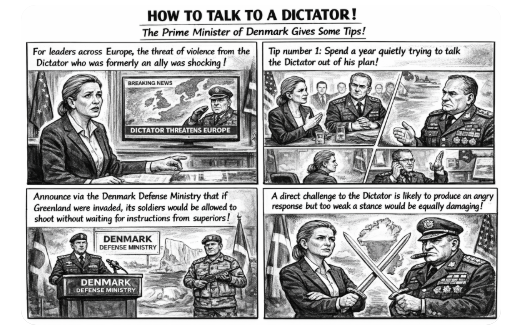 HOW TO TALK TO A DICTATOR!
The Prime Minister of Denmark Gives Some Tips!
For leaders across Europe, the threat of violence from the
Dictator who was formerly an ally was shocking!
BREAKING NEWS
DICTATOR THREATENS EUROPE
Tip number 1: Spend a year quietly trying to talk
the Dictator out of his plan!
Announce via the Denmark Defense Ministry that if
Greenland were invaded, its soldiers would be allowed to
shoot without waiting for instructions from superiors!
DENMARK
DEFENSE MINISTRY
DENMARK
DEFENSE MINISTRY
A direct challenge to the Dictator is likely to produce an angry
response but too weak a stance would be equally damaging!